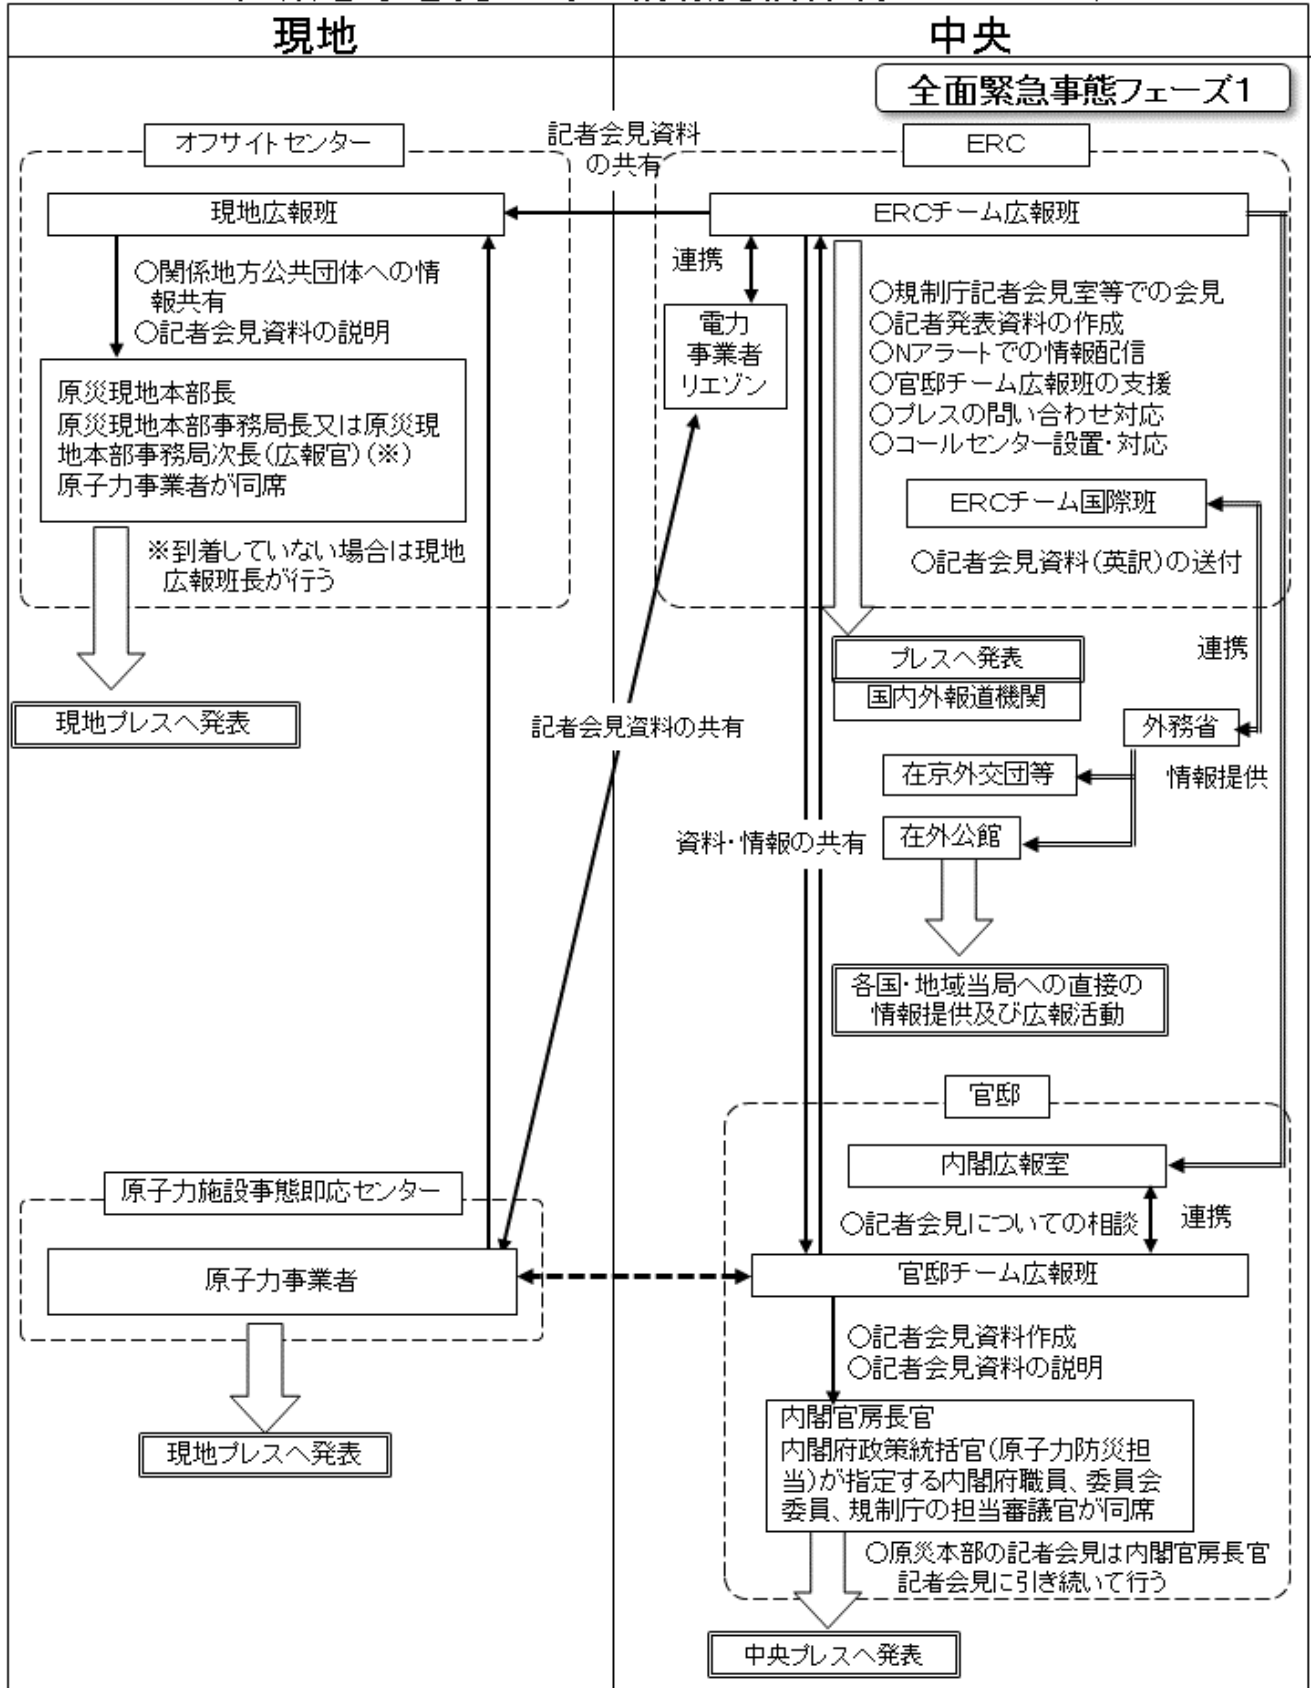 現地
中央
全面緊急事態フェーズ1
オフサイトセンター
記者会見資料
の共有
ERC
現地広報班
ERCチーム広報班
○関係地方公共団体への情
報共有
○記者会見資料の説明
連携
電力
事業者
リエゾン
○規制庁記者会見室等での会見
○記者発表資料の作成
○Nアラートでの情報配信
○官邸チーム広報班の支援
○プレスの問い合わせ対応
○コールセンター設置・対応
原災現地本部長
原災現地本部事務局長又は原災現
地本部事務局次長(広報官)(※)
原子力事業者が同席
ERCチーム国際班
※到着していない場合は現地
広報班長が行う
○記者会見資料(英訳)の送付
プレスへ発表
国内外報道機関
連携
現地プレスへ発表
記者会見資料の共有
外務省
在京外交団等
情報提供
資料・情報の共有
在外公館
各国・地域当局への直接の
情報提供及び広報活動
官邸
内閣広報室
原子力施設事態即応センター
○記者会見についての相談
連携
原子力事業者
官邸チーム広報班
○記者会見資料作成
○記者会見資料の説明
現地プレスへ発表
内閣官房長官
内閣府政策統括官(原子力防災担
当)が指定する内閣府職員、委員会
委員、規制庁の担当審議官が同席
○原災本部の記者会見は内閣官房長官
記者会見に引き続いて行う
中央プレスへ発表